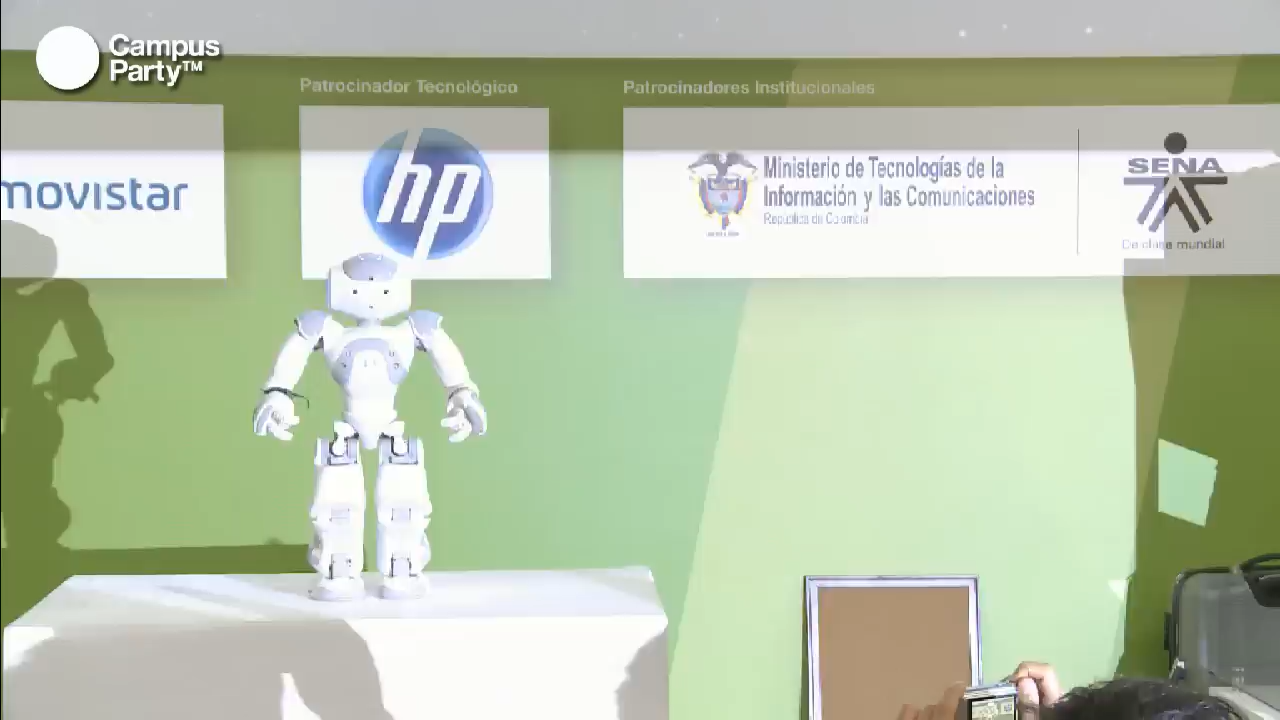 Campus
Party™
Patrocinador Tecnológico
Patrocinadores Institucionales
movistar
hp
Ministerio de Tecnologías de la
Información y las Comunicaciones
República de Colombia
SENA
De clase mundial